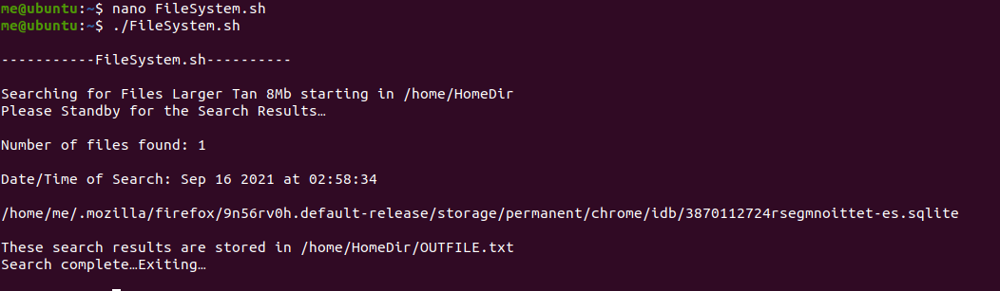 me@ubuntu:~$ nano FileSystem.sh
me@ubuntu:~$ ./FileSystem.sh
-----------FileSystem.sh----------
Searching for Files Larger Tan 8Mb starting in /home/HomeDir
Please Standby for the Search Results…
Number of files found: 1
Date/Time of Search: Sep 16 2021 at 02:58:34
/home/me/.mozilla/firefox/9n56rv0h.default-release/storage/permanent/chrome/idb/3870112724rsegmnoittet-es.sqlite
These search results are stored in /home/HomeDir/OUTFILE.txt
Search complete…Exiting…